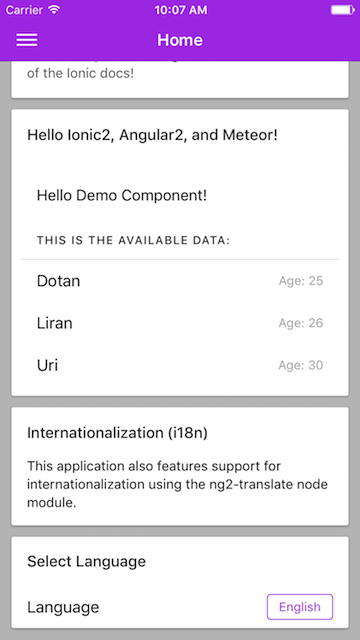 Carrier 10:07 AM
Home
of the Ionic docs!
Hello Ionic2, Angular2, and Meteor!
Hello Demo Component!
THIS IS THE AVAILABLE DATA:
Dotan Age: 25
Liran Age: 26
Uri Age: 30
Internationalization (i18n)
This application also features support for
internationalization using the ng2-translate node
module.
Select Language
Language English